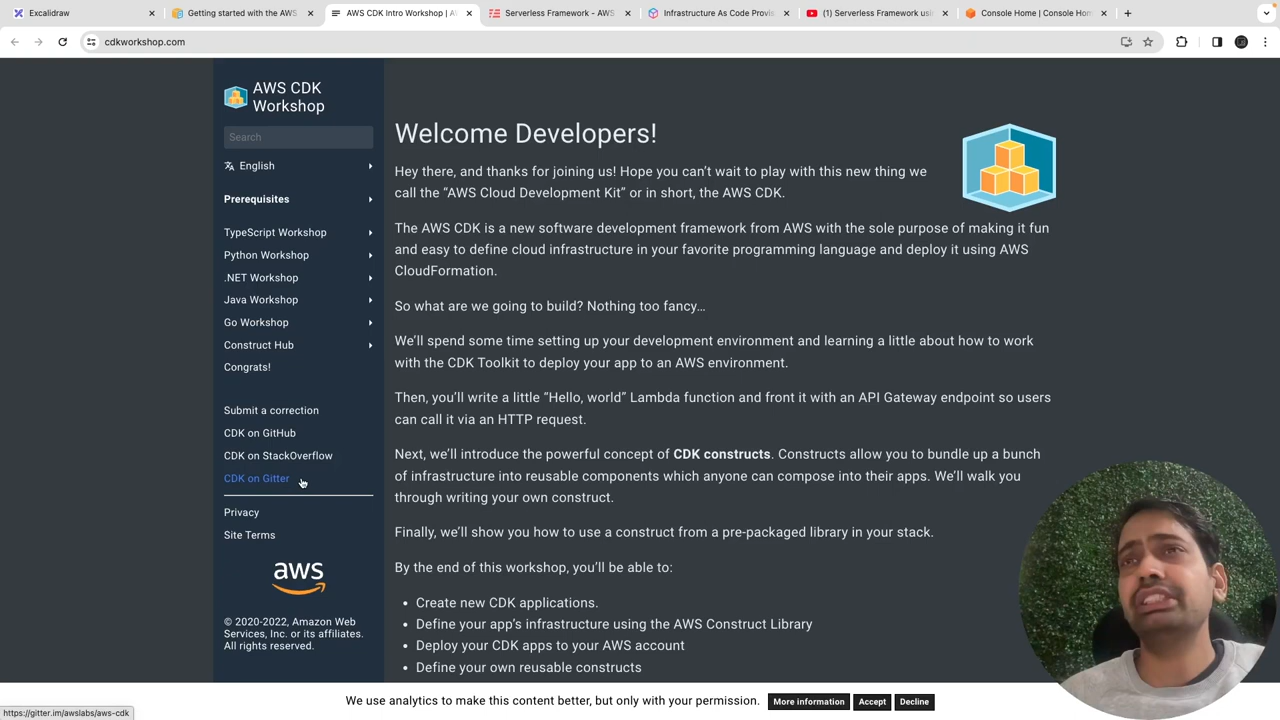 Excalidraw
Getting started with the AWS
AWS CDK Intro Workshop | A
Serverless Framework - AWS
Infrastructure As Code Provis
(1) Serverless Framework usi
Console Home | Console Hom
cdkworkshop.com
AWS CDK
Workshop
Search
English
Prerequisites
TypeScript Workshop
Python Workshop
.NET Workshop
Java Workshop
Go Workshop
Construct Hub
Congrats!
Submit a correction
CDK on GitHub
CDK on StackOverflow
CDK on Gitter
Privacy
Site Terms
aws
© 2020-2022, Amazon Web
Services, Inc. or its affiliates.
All rights reserved.
Welcome Developers!
Hey there, and thanks for joining us! Hope you can’t wait to play with this new thing we
call the “AWS Cloud Development Kit” or in short, the AWS CDK.
The AWS CDK is a new software development framework from AWS with the sole purpose of making it fun
and easy to define cloud infrastructure in your favorite programming language and deploy it using AWS
CloudFormation.
So what are we going to build? Nothing too fancy…
We’ll spend some time setting up your development environment and learning a little about how to work
with the CDK Toolkit to deploy your app to an AWS environment.
Then, you’ll write a little “Hello, world” Lambda function and front it with an API Gateway endpoint so users
can call it via an HTTP request.
Next, we’ll introduce the powerful concept of CDK constructs. Constructs allow you to bundle up a bunch
of infrastructure into reusable components which anyone can compose into their apps. We’ll walk you
through writing your own construct.
Finally, we’ll show you how to use a construct from a pre-packaged library in your stack.
By the end of this workshop, you’ll be able to:
• Create new CDK applications.
• Define your app’s infrastructure using the AWS Construct Library
• Deploy your CDK apps to your AWS account
• Define your own reusable constructs
We use analytics to make this content better, but only with your permission.
More information
Accept
Decline
https://gitter.im/awslabs/aws-cdk